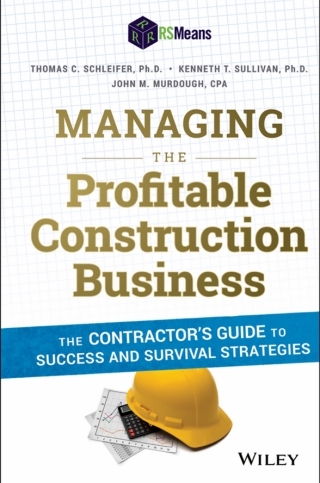 RSMeans
THOMAS C. SCHLEIFER, Ph.D. • KENNETH T. SULLIVAN, Ph.D.
JOHN M. MURDOUGH, CPA
MANAGING
THE
Profitable
Construction
Business
THE CONTRACTOR'S GUIDE TO
SUCCESS AND SURVIVAL STRATEGIES
WILEY